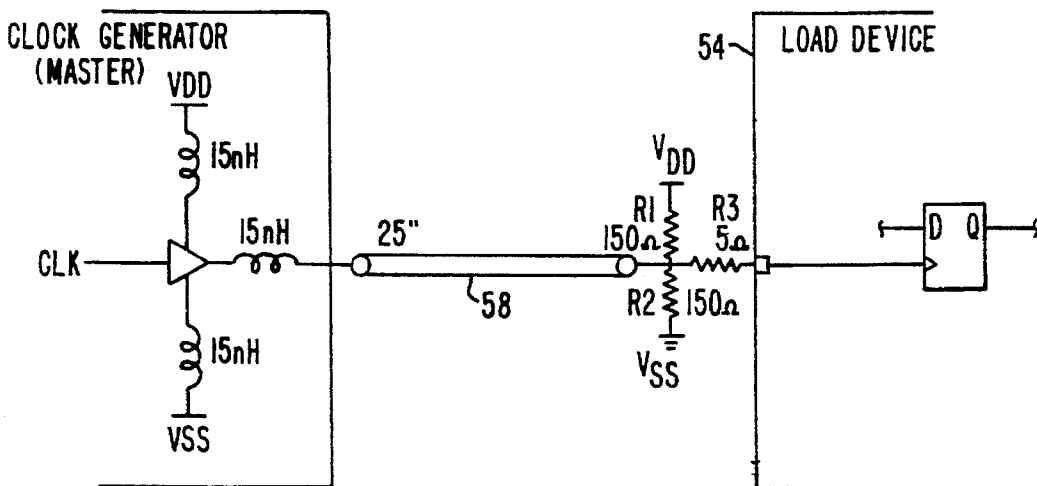 CLOCK GENERATOR
(MASTER)
VDD
15nH
15nH
CLK
15nH
VSS
25"
58
VDD
R1
150Ω
R3
5Ω
R2
150Ω
VSS
54
LOAD DEVICE
D Q